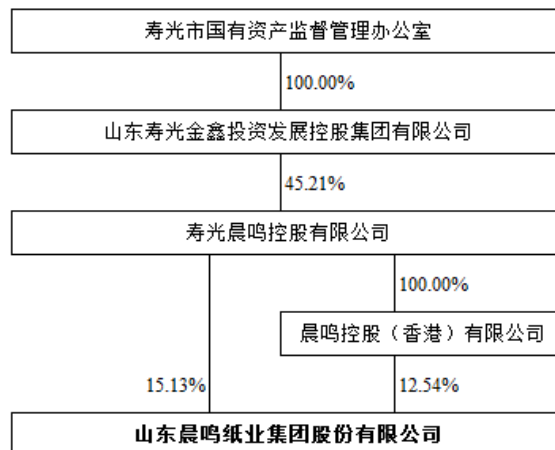 寿光市国有资产监督管理办公室
100.00%
山东寿光金鑫投资发展控股集团有限公司
45.21%
寿光晨鸣控股有限公司
100.00%
晨鸣控股（香港）有限公司
15.13%
12.54%
山东晨鸣纸业集团股份有限公司